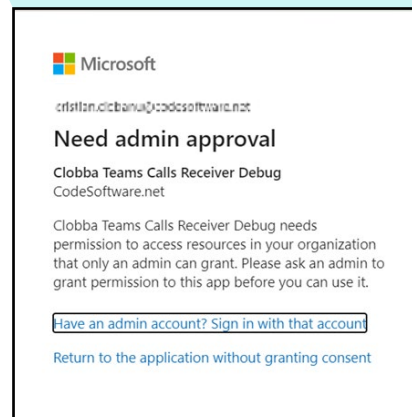 Microsoft
Need admin approval
Clobba Teams Calls Receiver Debug
CodeSoftware.net
Clobba Teams Calls Receiver Debug needs
permission to access resources in your organization
that only an admin can grant. Please ask an admin to
grant permission to this app before you can use it.
Have an admin account? Sign in with that account
Return to the application without granting consent